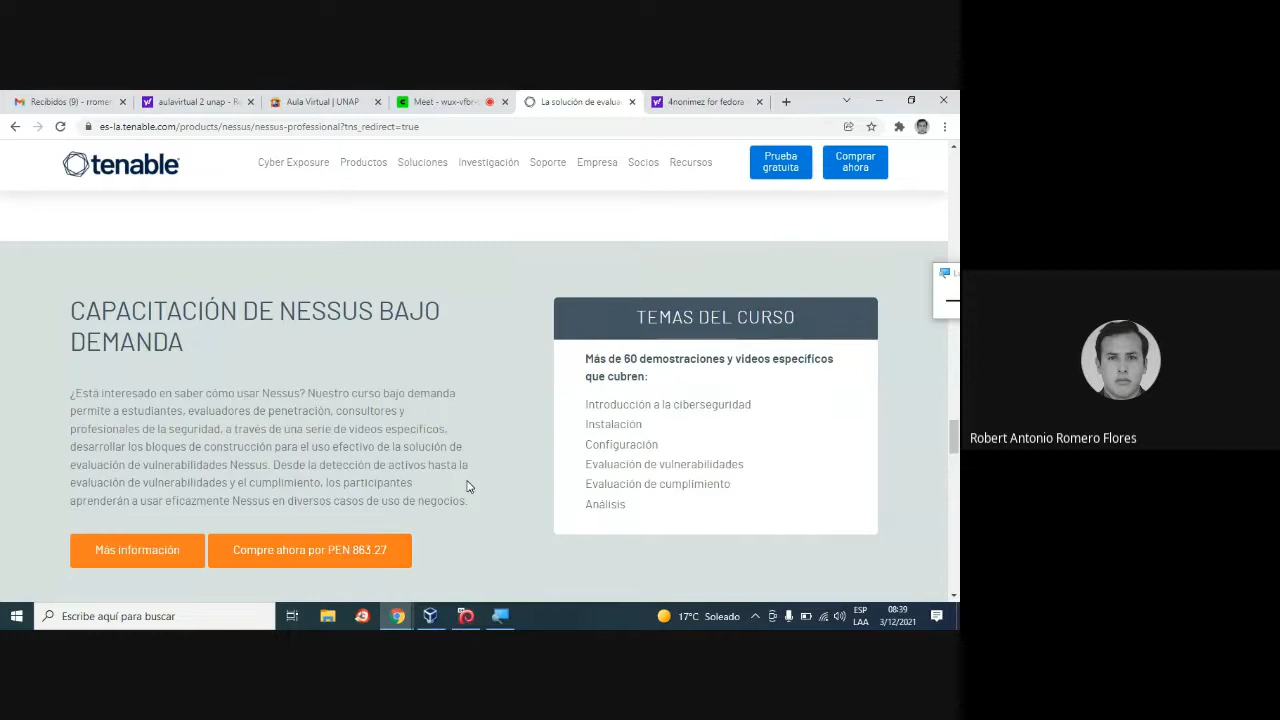 Recibidos (9) - rrome
aulavirtual 2 unap - R
Aula Virtual | UNAP
Meet - wux-vfbr-
La solución de evalua
4nonimez for fedora
es-la.tenable.com/products/nessus/nessus-professional?tns_redirect=true
tenable
Cyber Exposure
Productos
Soluciones
Investigación
Soporte
Empresa
Socios
Recursos
Prueba
gratuita
Comprar
ahora
CAPACITACIÓN DE NESSUS BAJO
DEMANDA
¿Está interesado en saber cómo usar Nessus? Nuestro curso bajo demanda
permite a estudiantes, evaluadores de penetración, consultores y
profesionales de la seguridad, a través de una serie de videos específicos,
desarrollar los bloques de construcción para el uso efectivo de la solución de
evaluación de vulnerabilidades Nessus. Desde la detección de activos hasta la
evaluación de vulnerabilidades y el cumplimiento, los participantes
aprenderán a usar eficazmente Nessus en diversos casos de uso de negocios.
Más información
Compre ahora por PEN 863.27
TEMAS DEL CURSO
Más de 60 demostraciones y videos específicos
que cubren:
Introducción a la ciberseguridad
Instalación
Configuración
Evaluación de vulnerabilidades
Evaluación de cumplimiento
Análisis
Robert Antonio Romero Flores
Escribe aquí para buscar
17°C Soleado
ESP
LAA
08:39
3/12/2021